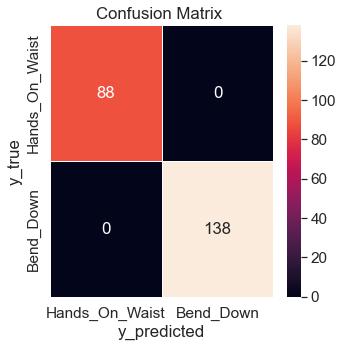 Confusion Matrix
y_true
Hands_On_Waist
Bend_Down
88
0
0
138
Hands_On_Waist
Bend_Down
y_predicted
120
100
80
60
40
20
0